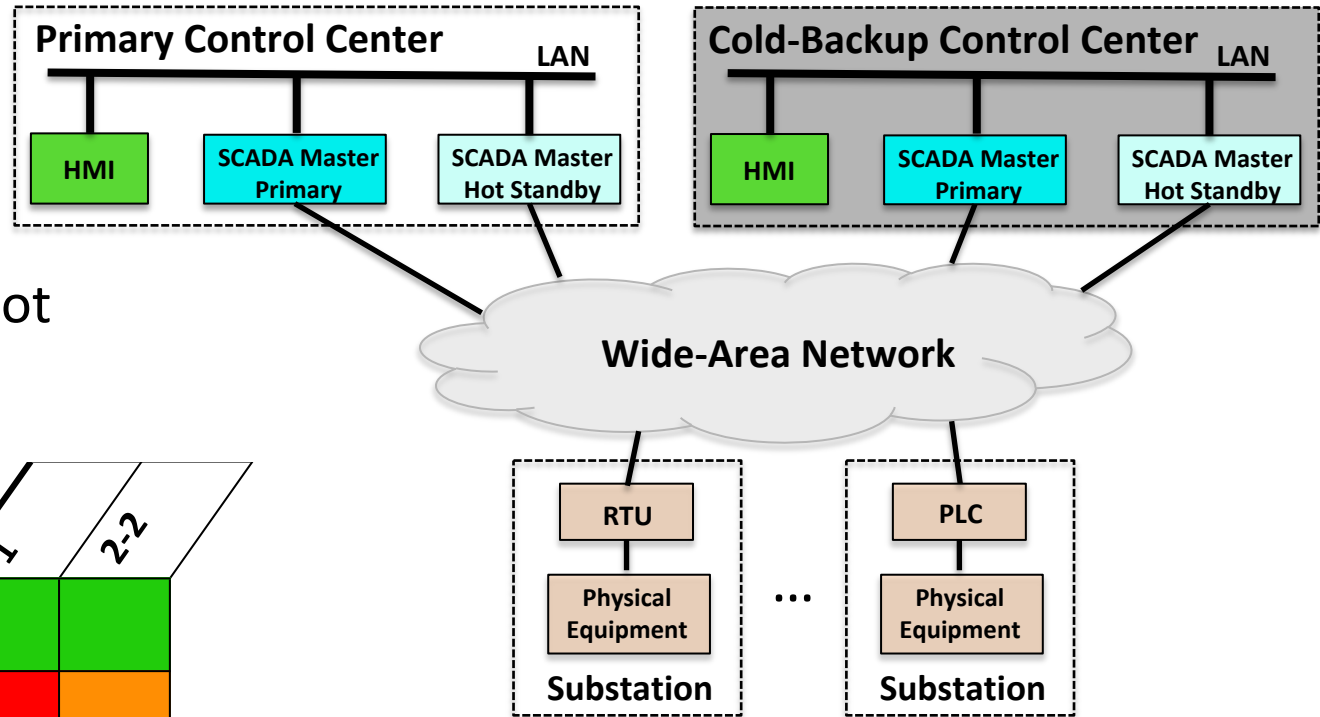 Primary Control Center
LAN
HMI
SCADA Master
Primary
SCADA Master
Hot Standby
Cold-Backup Control Center
LAN
HMI
SCADA Master
Primary
SCADA Master
Hot Standby
ot
Wide-Area Network
1
2-2
RTU
Physical
Equipment
Substation
...
PLC
Physical
Equipment
Substation